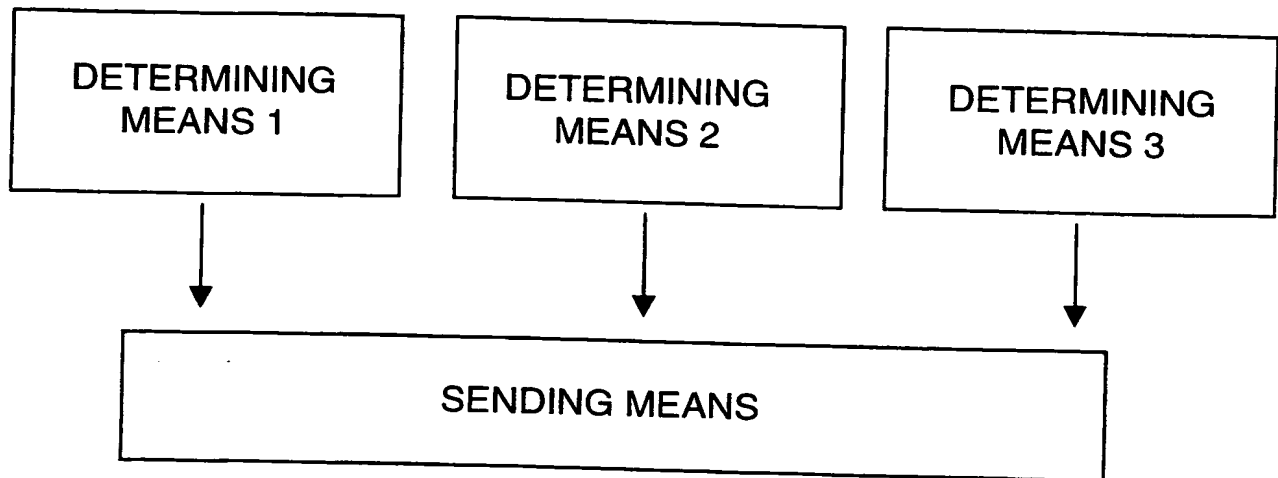 DETERMINING
MEANS 1
DETERMINING
MEANS 2
DETERMINING
MEANS 3
SENDING MEANS